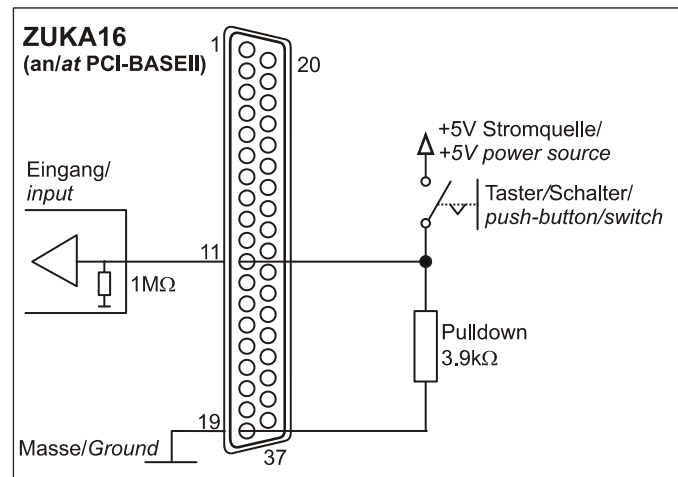 ZUKA16
(an/at PCI-BASEII)
1
20
+5V Stromquelle/
+5V power source
Eingang/
input
Taster/Schalter/
push-button/switch
11
1MΩ
Pulldown
3.9kΩ
19
Masse/Ground
37